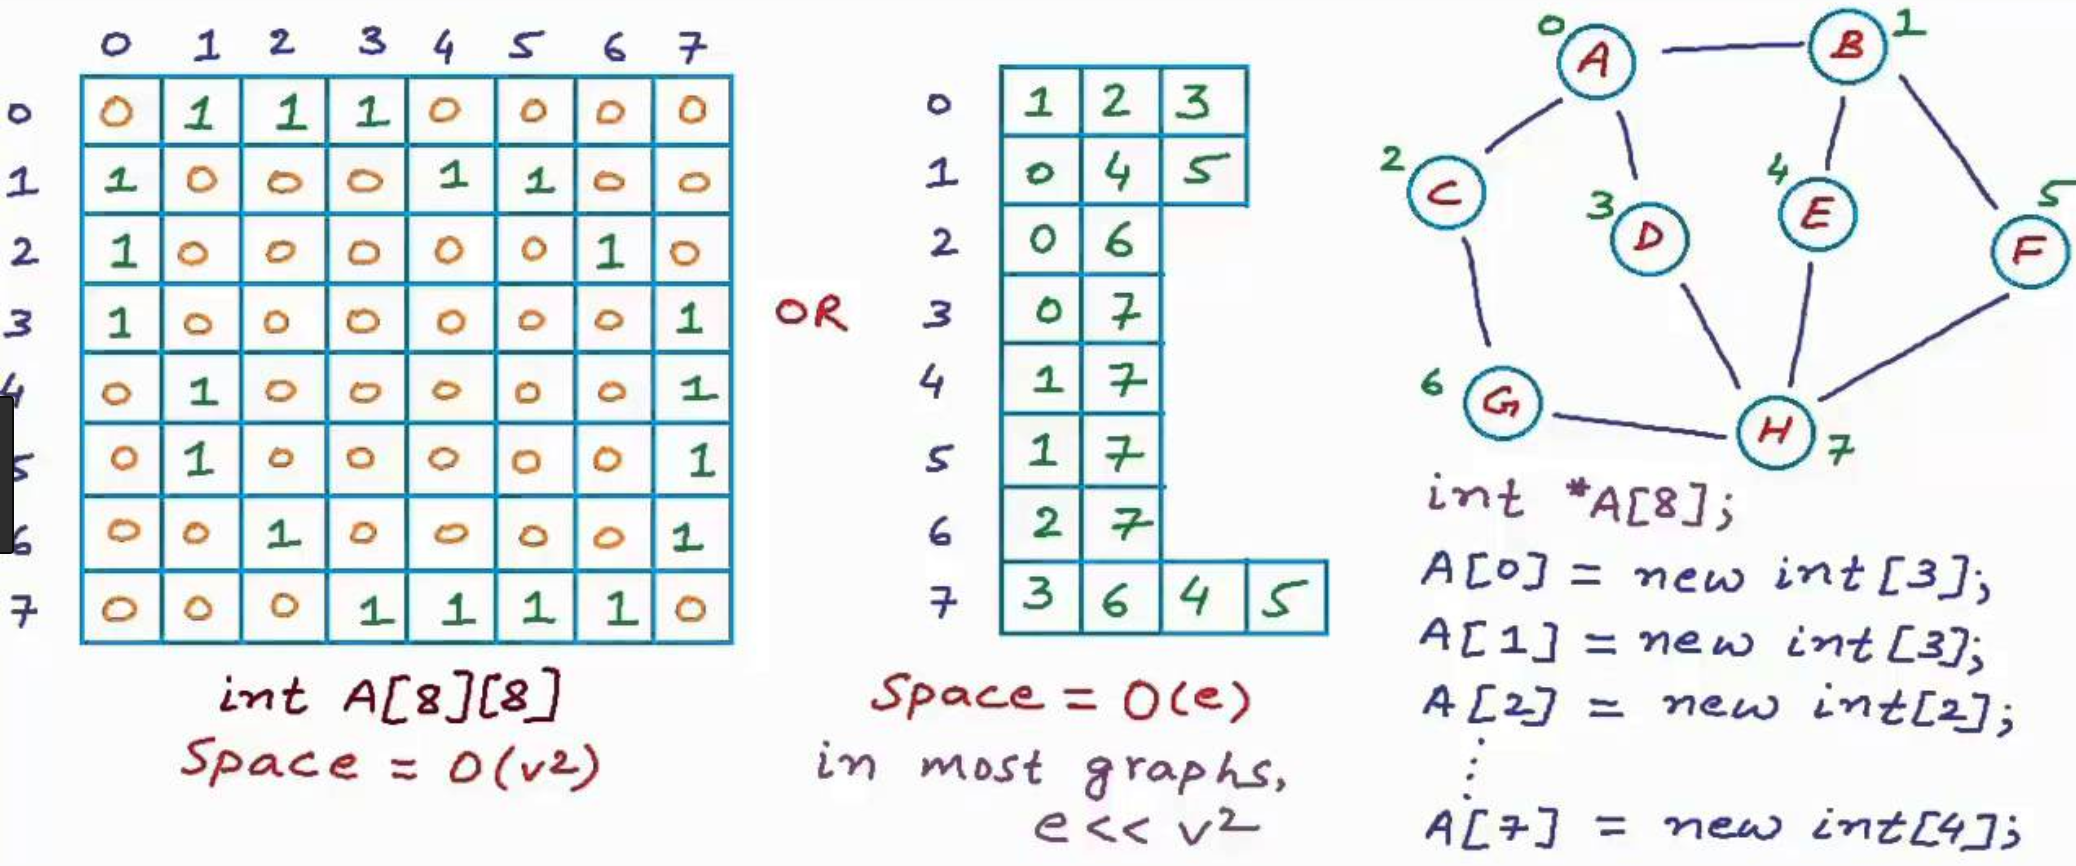 0 1 2 3 4 5 6 7
0 0 1 1 1 0 0 0 0
1 1 0 0 0 1 1 0 0
2 1 0 0 0 0 0 1 0
3 1 0 0 0 0 0 0 1
4 0 1 0 0 0 0 0 1
5 0 1 0 0 0 0 0 1
6 0 0 1 0 0 0 0 1
7 0 0 0 1 1 1 1 0
int A[8][8]
Space = O(v2)
OR
0 1 2 3
1 0 4 5
2 0 6
3 0 7
4 1 7
5 1 7
6 2 7
7 3 6 4 5
Space = O(e)
in most graphs,
e << v2
0 A B 1
2 C
3 D
4 E
5 F
6 G
H 7
int *A[8];
A[0] = new int[3];
A[1] = new int[3];
A[2] = new int[2];
⋮
A[7] = new int[4];